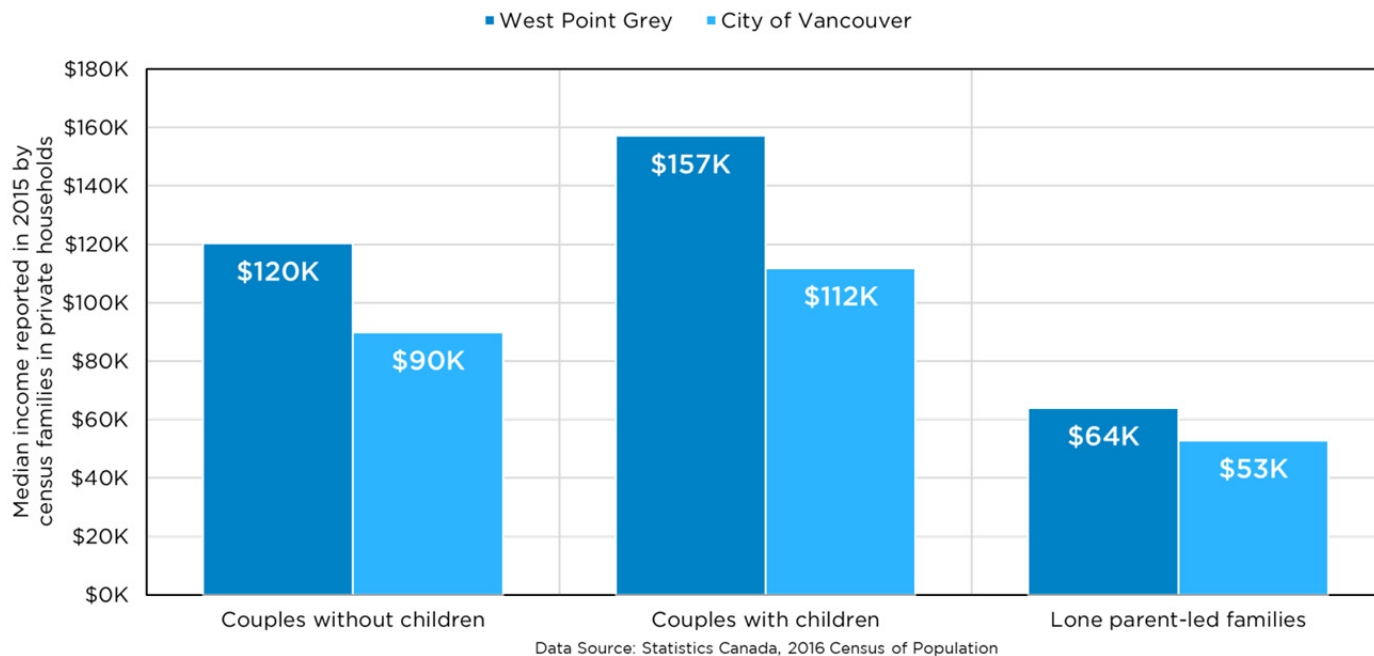 West Point Grey City of Vancouver
Median income reported in 2015 by
census families in private households
$180K
$160K
$140K
$120K
$100K
$80K
$60K
$40K
$20K
$0K
$120K
$90K
$157K
$112K
$64K
$53K
Couples without children Couples with children Lone parent-led families
Data Source: Statistics Canada, 2016 Census of Population